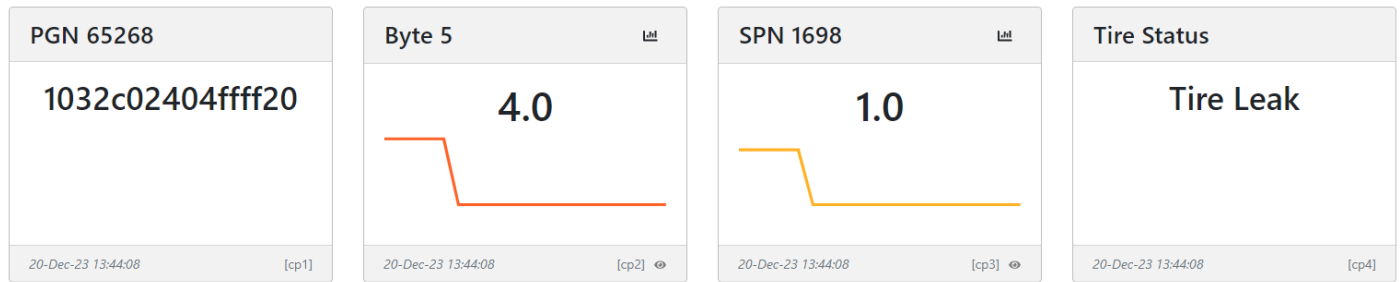 PGN 65268
1032c02404ffff20
20-Dec-23 13:44:08 [cp1]
Byte 5
4.0
20-Dec-23 13:44:08 [cp2]
SPN 1698
1.0
20-Dec-23 13:44:08 [cp3]
Tire Status
Tire Leak
20-Dec-23 13:44:08 [cp4]